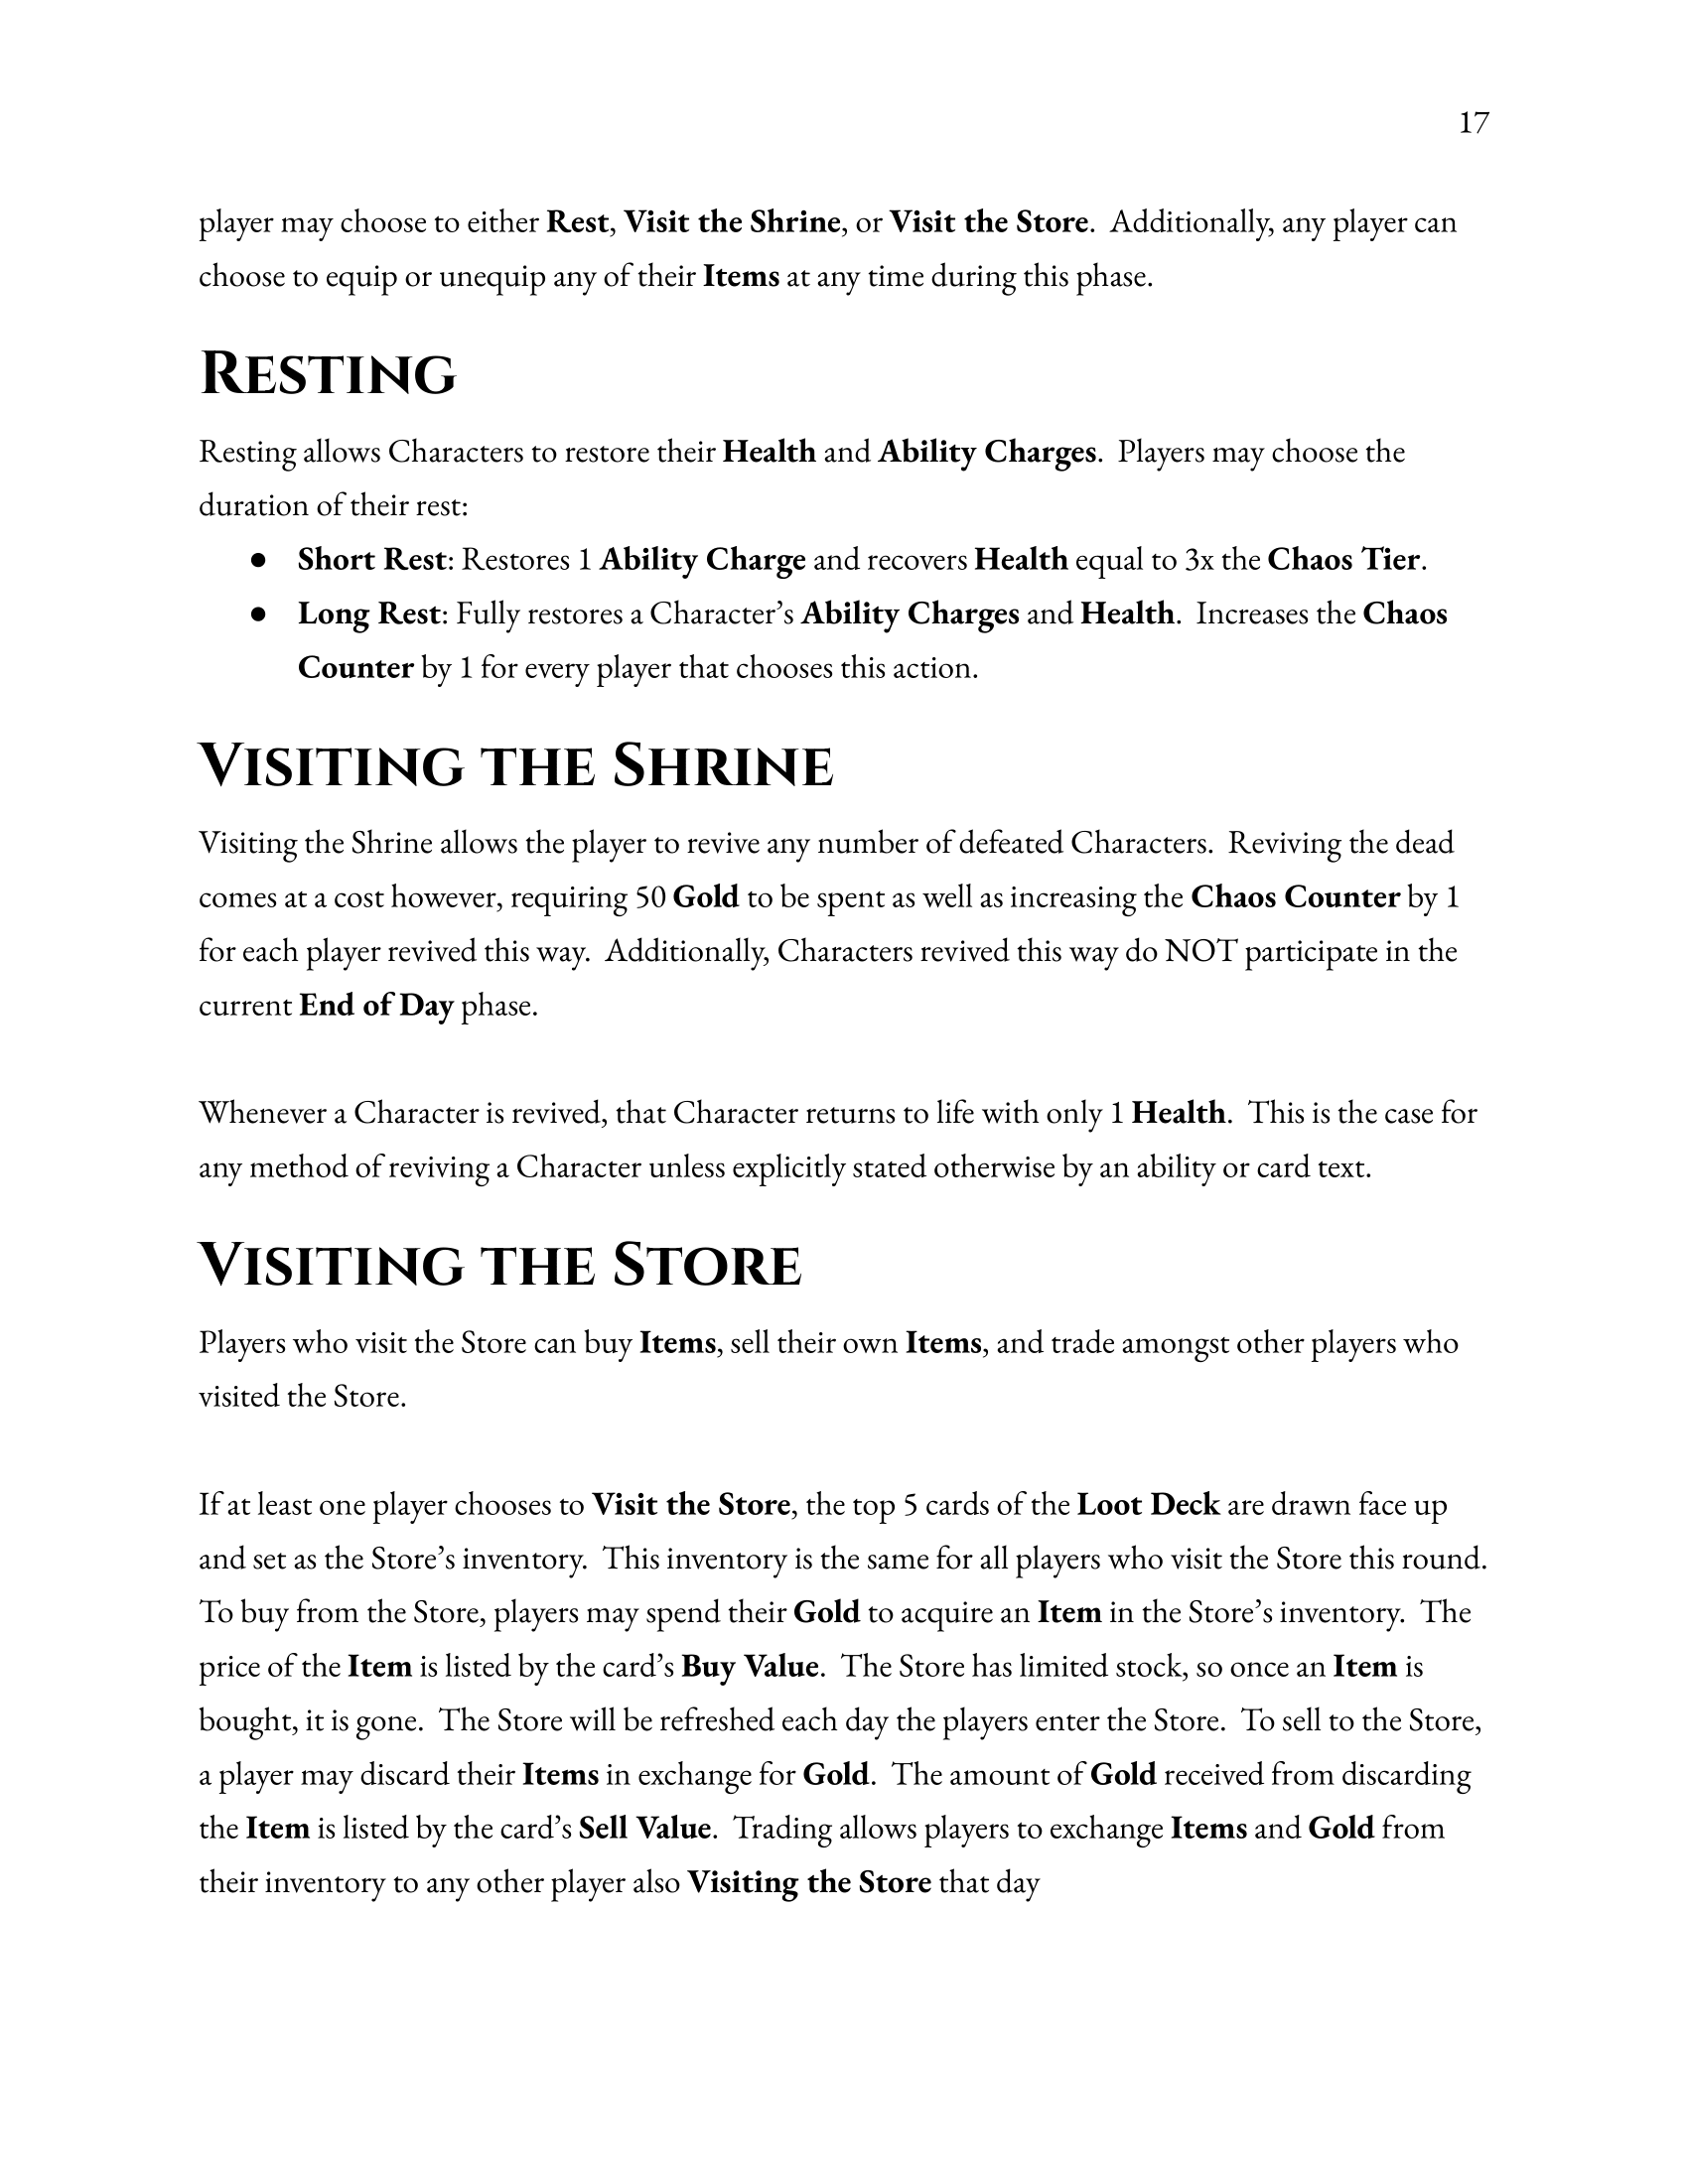 17
player may choose to either Rest, Visit the Shrine, or Visit the Store.  Additionally, any player can
choose to equip or unequip any of their Items at any time during this phase.
Resting
Resting allows Characters to restore their Health and Ability Charges.  Players may choose the
duration of their rest:
● Short Rest: Restores 1 Ability Charge and recovers Health equal to 3x the Chaos Tier.
● Long Rest: Fully restores a Character’s Ability Charges and Health.  Increases the Chaos
Counter by 1 for every player that chooses this action.
Visiting the Shrine
Visiting the Shrine allows the player to revive any number of defeated Characters.  Reviving the dead
comes at a cost however, requiring 50 Gold to be spent as well as increasing the Chaos Counter by 1
for each player revived this way.  Additionally, Characters revived this way do NOT participate in the
current End of Day phase.
Whenever a Character is revived, that Character returns to life with only 1 Health.  This is the case for
any method of reviving a Character unless explicitly stated otherwise by an ability or card text.
Visiting the Store
Players who visit the Store can buy Items, sell their own Items, and trade amongst other players who
visited the Store.
If at least one player chooses to Visit the Store, the top 5 cards of the Loot Deck are drawn face up
and set as the Store’s inventory.  This inventory is the same for all players who visit the Store this round.
To buy from the Store, players may spend their Gold to acquire an Item in the Store’s inventory.  The
price of the Item is listed by the card’s Buy Value.  The Store has limited stock, so once an Item is
bought, it is gone.  The Store will be refreshed each day the players enter the Store.  To sell to the Store,
a player may discard their Items in exchange for Gold.  The amount of Gold received from discarding
the Item is listed by the card’s Sell Value.  Trading allows players to exchange Items and Gold from
their inventory to any other player also Visiting the Store that day